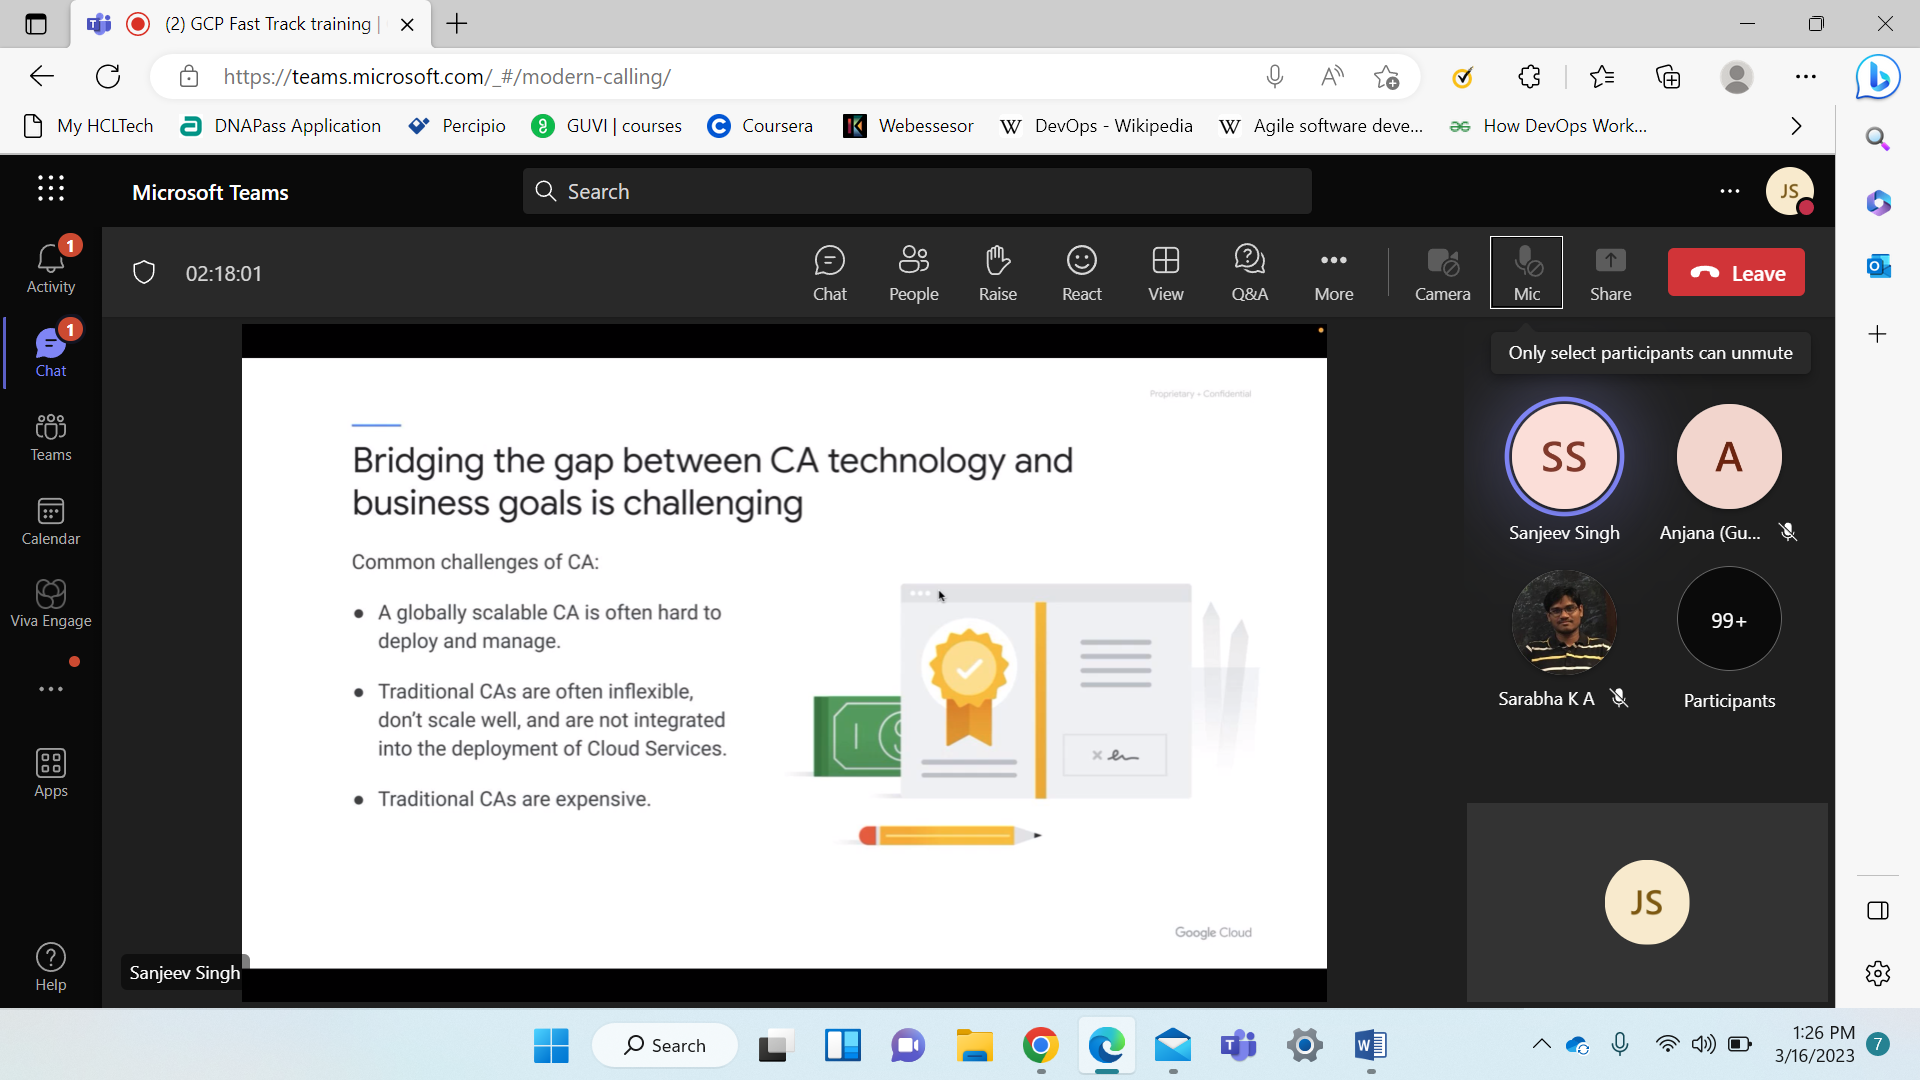 (2) GCP Fast Track training |
https://teams.microsoft.com/_#/modern-calling/
My HCLTech
DNAPass Application
Percipio
GUVI | courses
Coursera
Webessesor
DevOps - Wikipedia
Agile software deve...
How DevOps Work...
Microsoft Teams
Search
JS
1
Activity
1
Chat
Teams
Calendar
Viva Engage
Apps
Help
02:18:01
Chat
People
Raise
React
View
Q&A
More
Camera
Mic
Share
Leave
Only select participants can unmute
Proprietary + Confidential
Bridging the gap between CA technology and
business goals is challenging
Common challenges of CA:
• A globally scalable CA is often hard to
deploy and manage.
• Traditional CAs are often inflexible,
don't scale well, and are not integrated
into the deployment of Cloud Services.
• Traditional CAs are expensive.
Google Cloud
Sanjeev Singh
SS
Sanjeev Singh
A
Anjana (Gu...
Sarabha K A
99+
Participants
JS
Search
1:26 PM
3/16/2023
7